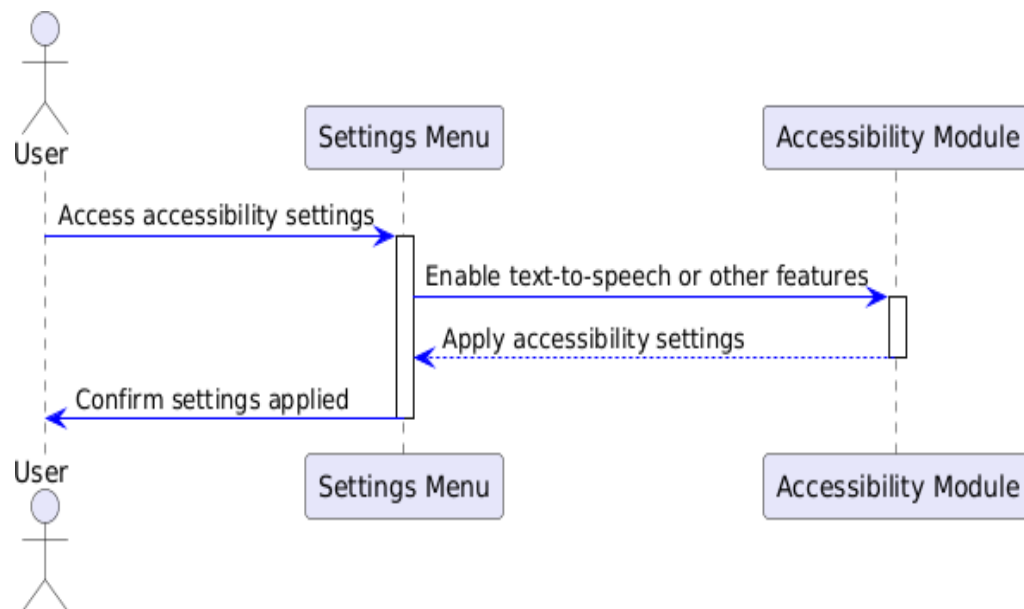 User
Settings Menu
Accessibility Module
Access accessibility settings
Enable text-to-speech or other features
Apply accessibility settings
Confirm settings applied
User
Settings Menu
Accessibility Module